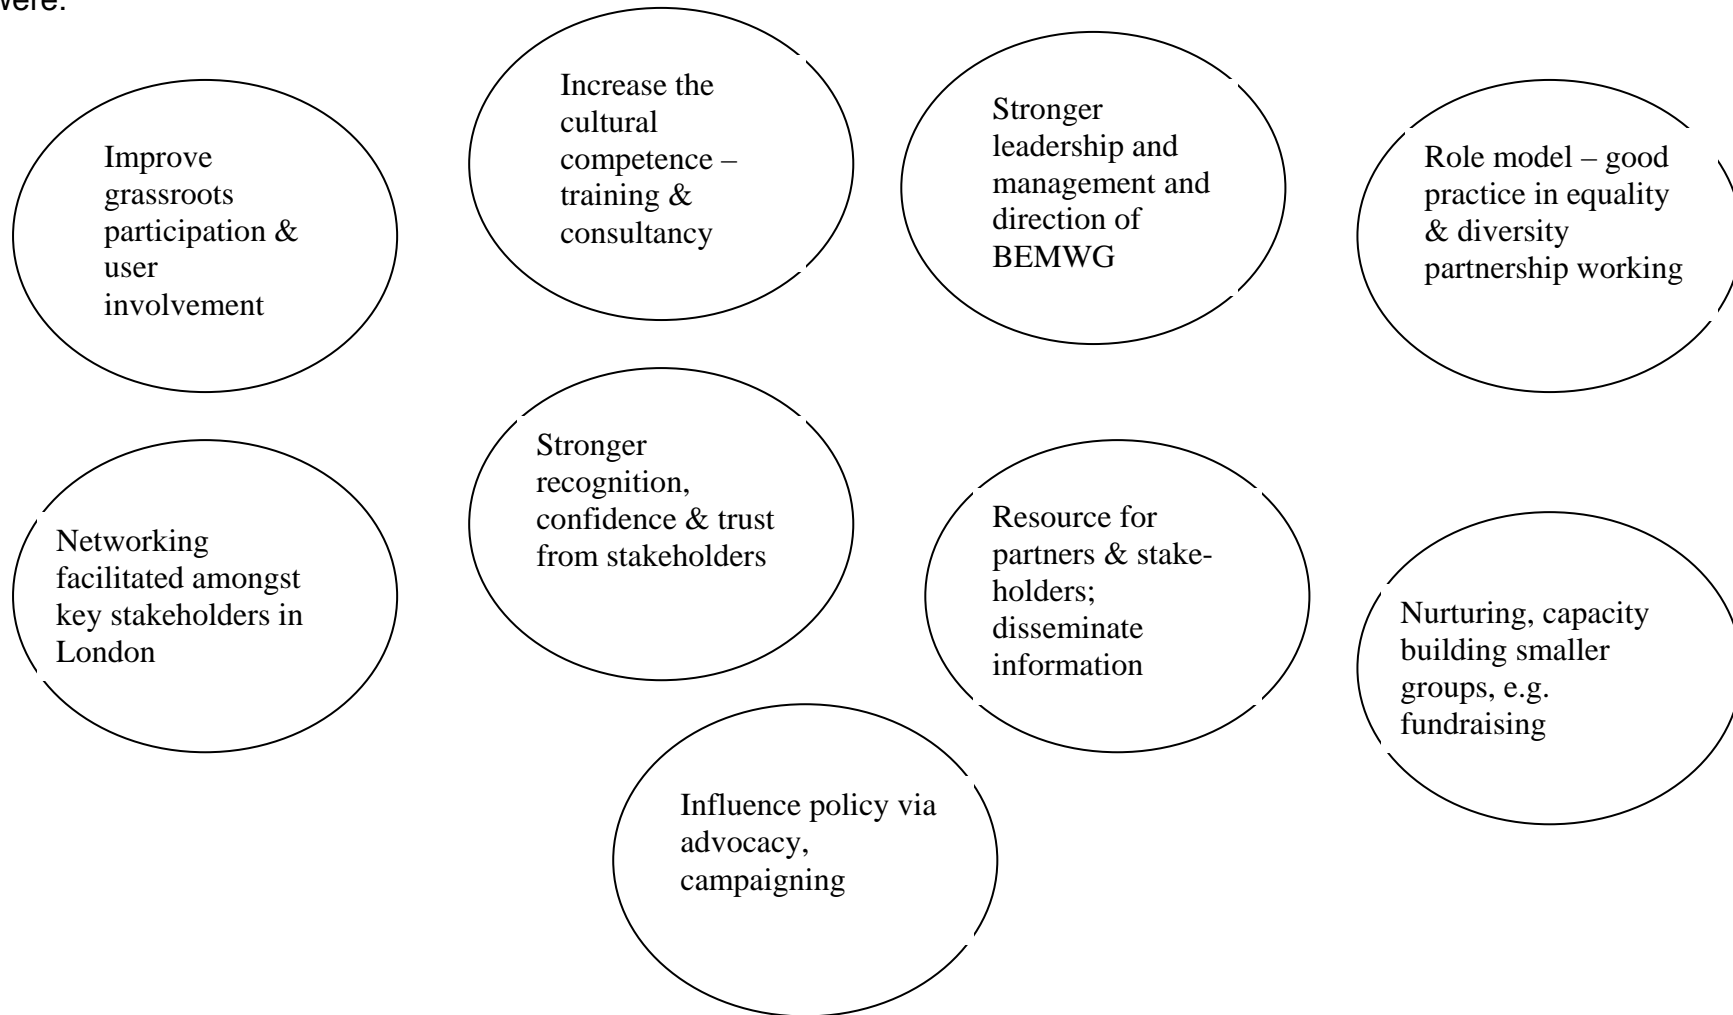 were:
Improve
grassroots
participation &
user
involvement
Increase the
cultural
competence –
training &
consultancy
Stronger
leadership and
management and
direction of
BEMWG
Role model – good
practice in equality
& diversity
partnership working
Networking
facilitated amongst
key stakeholders in
London
Stronger
recognition,
confidence & trust
from stakeholders
Resource for
partners & stake-
holders;
disseminate
information
Nurturing, capacity
building smaller
groups, e.g.
fundraising
Influence policy via
advocacy,
campaigning